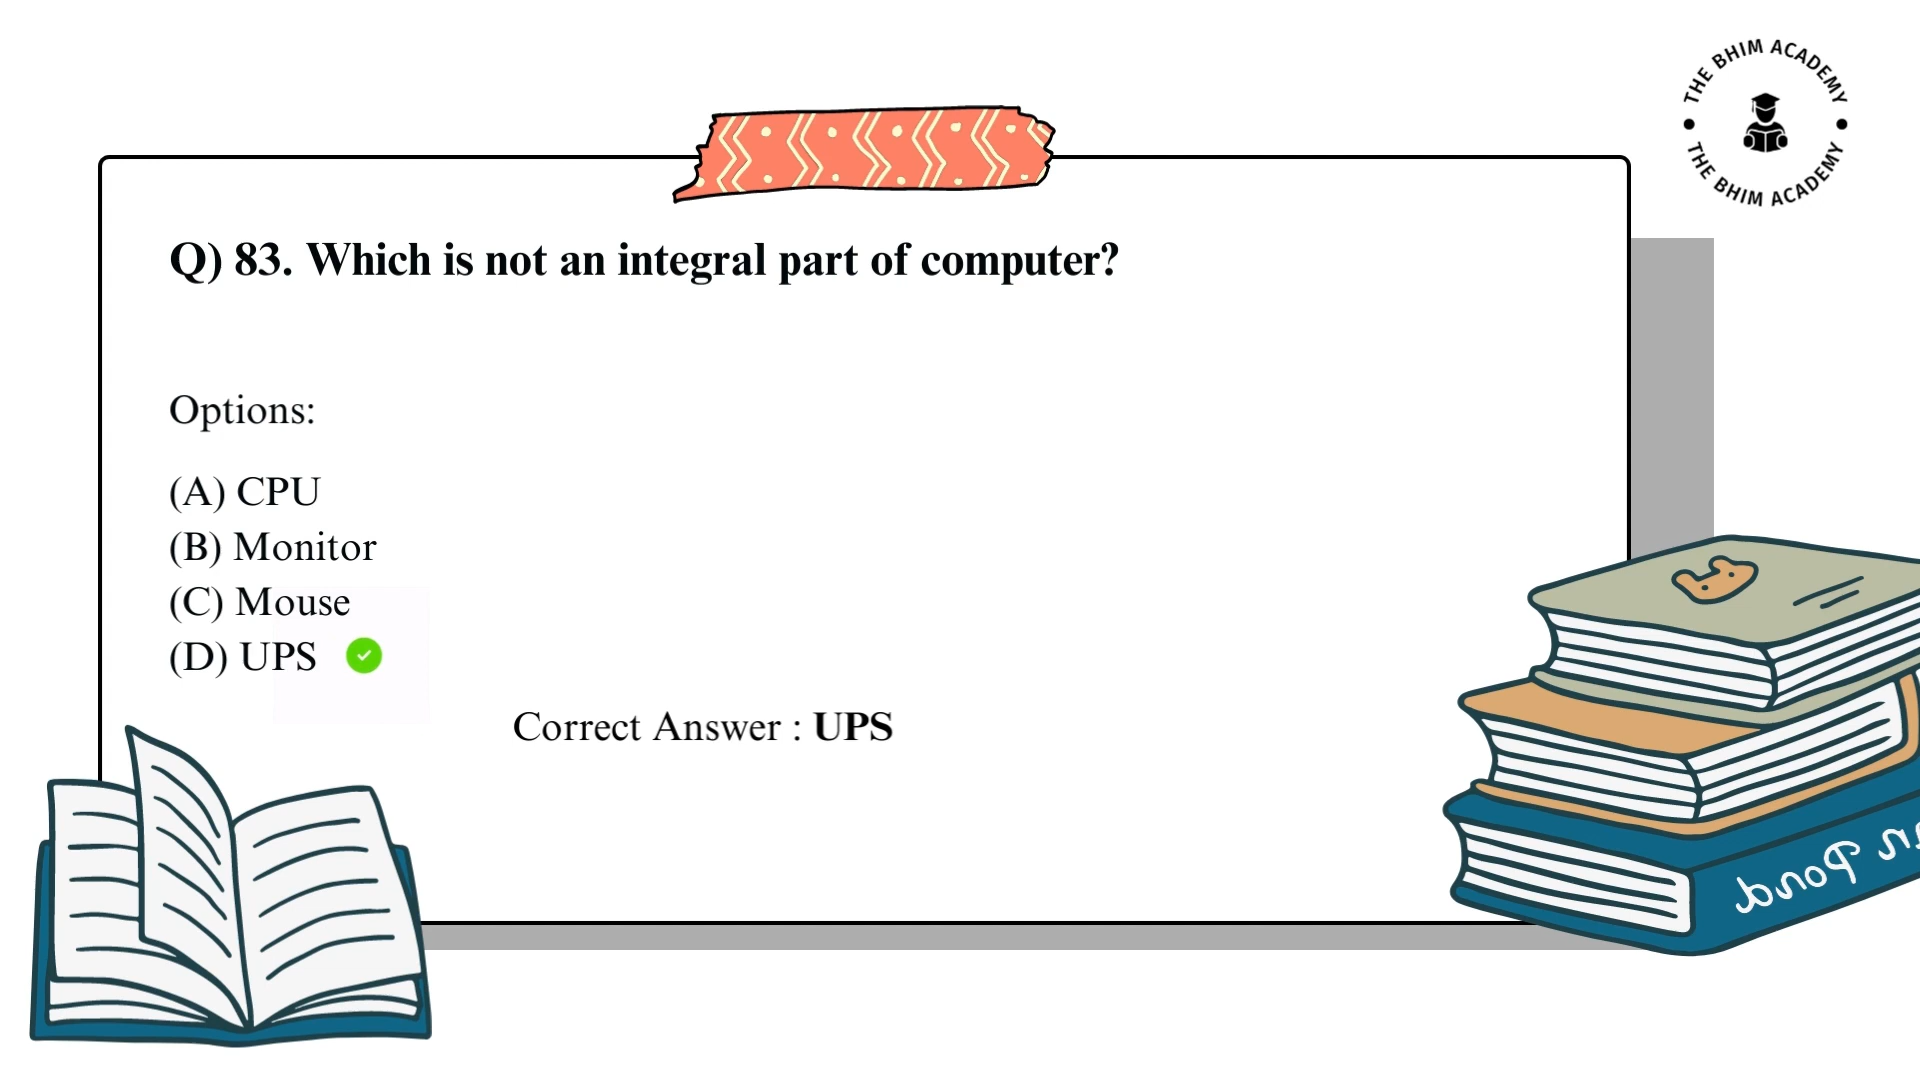 THE BHIM ACADEMY
THE BHIM ACADEMY
Q) 83. Which is not an integral part of computer?
Options:
(A) CPU
(B) Monitor
(C) Mouse
(D) UPS
Correct Answer : UPS
Pond